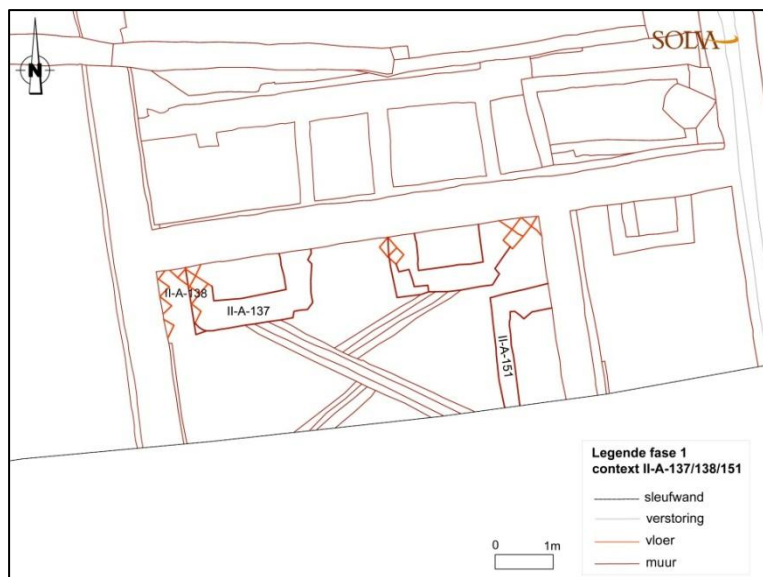 SOLVA
N
II-A-138
II-A-137
II-A-151
Legende fase 1
context II-A-137/138/151
sleufwand
verstoring
vloer
muur
0 1m